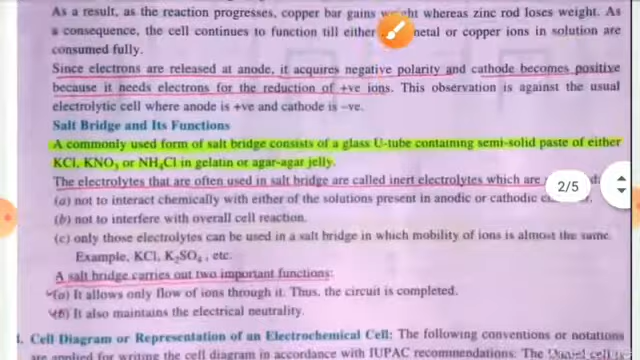 As a result, as the reaction progresses, copper bar gains weight whereas zinc rod loses weight. As
a consequence, the cell continues to function till either metal or copper ions in solution are
consumed fully.
Since electrons are released at anode, it acquires negative polarity and cathode becomes positive
because it needs electrons for the reduction of +ve ions. This observation is against the usual
electrolytic cell where anode is +ve and cathode is –ve.
Salt Bridge and Its Functions
A commonly used form of salt bridge consists of a glass U-tube containing semi-solid paste of either
KCl, KNO₃ or NH₄Cl in gelatin or agar-agar jelly.
The electrolytes that are often used in salt bridge are called inert electrolytes which are
2/5
(a) not to interact chemically with either of the solutions present in anodic or cathodic
(b) not to interfere with overall cell reaction.
(c) only those electrolytes can be used in a salt bridge in which mobility of ions is almost the same.
Example, KCl, K₂SO₄, etc.
A salt bridge carries out two important functions:
(a) It allows only flow of ions through it. Thus, the circuit is completed.
(b) It also maintains the electrical neutrality.
Cell Diagram or Representation of an Electrochemical Cell: The following conventions or notations
are applied for writing the cell diagram in accordance with IUPAC recommendations. The Daniel cell